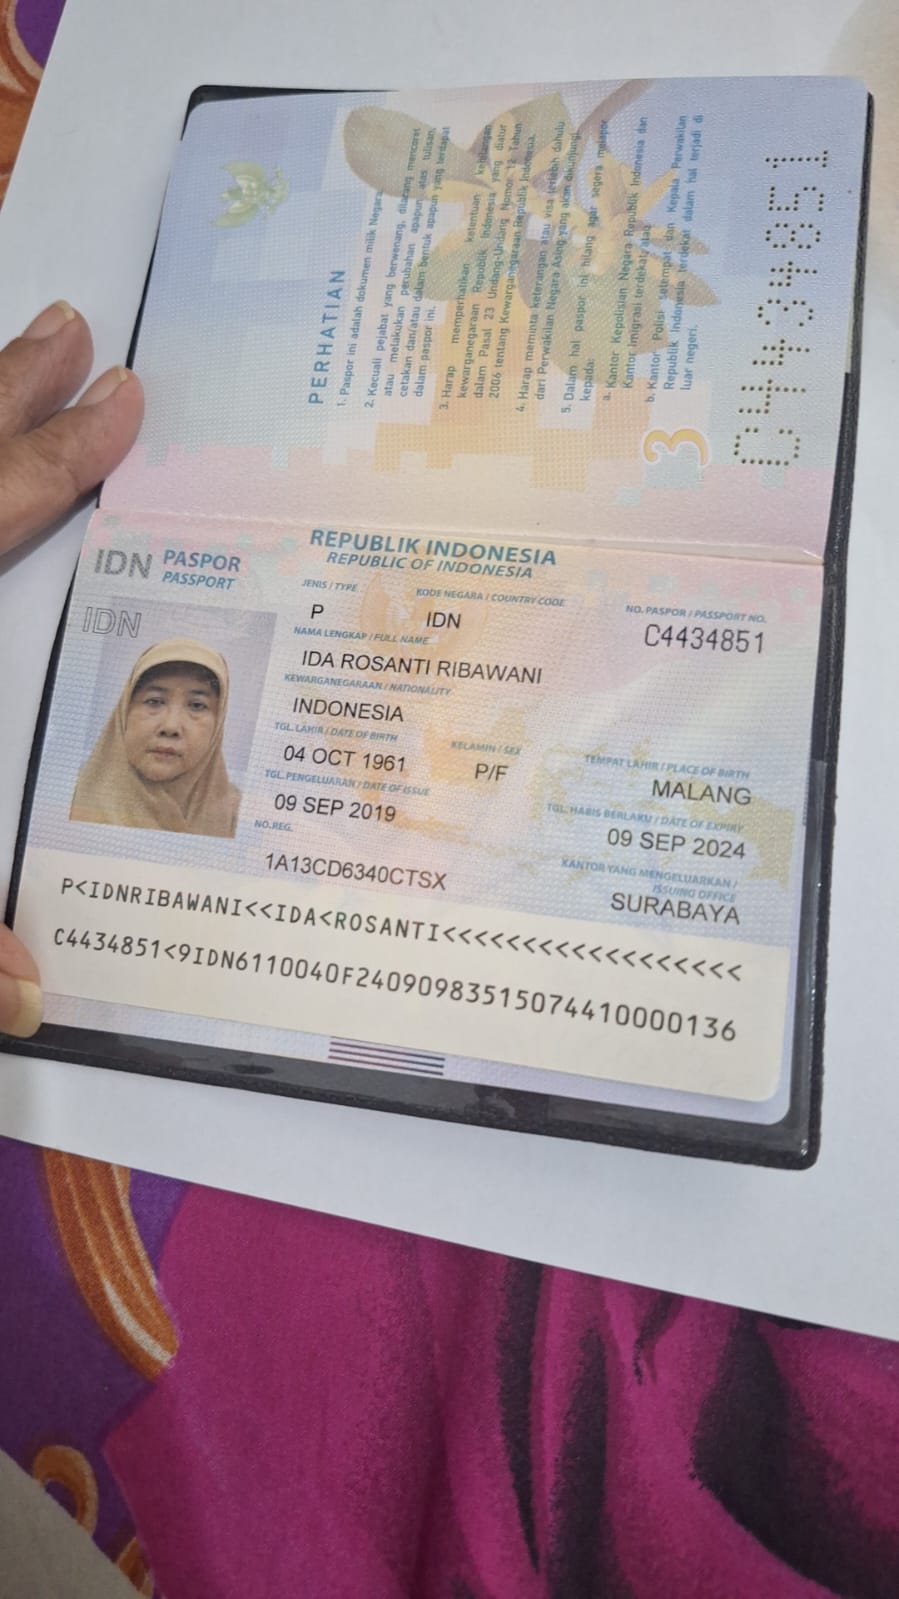 PERHATIAN
1. Paspor ini adalah dokumen milik Negara.
2. Kecuali pejabat yang berwenang, dilarang mencoret
atau melakukan perubahan apapun, atas tulisan,
cetakan dan/atau dalam bentuk apapun yang terdapat
dalam paspor ini.
3. Harap memperhatikan ketentuan kehilangan
kewarganegaraan Republik Indonesia yang diatur
dalam Pasal 23 Undang-Undang Nomor 12 Tahun
2006 tentang Kewarganegaraan Republik Indonesia.
4. Harap meminta keterangan atau visa terlebih dahulu
dari Perwakilan Negara Asing yang akan dikunjungi.
5. Dalam hal paspor ini hilang agar segera melapor
kepada:
a. Kantor Kepolisian Negara Republik Indonesia dan
Kantor Imigrasi terdekat; atau
b. Kantor Polisi setempat dan Kepala Perwakilan
Republik Indonesia terdekat dalam hal terjadi di
luar negeri.
3
C4434851
REPUBLIK INDONESIA
REPUBLIC OF INDONESIA
IDN PASPOR
PASSPORT
IDN
JENIS / TYPE
KODE NEGARA / COUNTRY CODE
NO. PASPOR / PASSPORT NO.
P
IDN
C4434851
NAMA LENGKAP / FULL NAME
IDA ROSANTI RIBAWANI
KEWARGANEGARAAN / NATIONALITY
INDONESIA
TGL. LAHIR / DATE OF BIRTH
KELAMIN / SEX
TEMPAT LAHIR / PLACE OF BIRTH
04 OCT 1961
P/F
MALANG
TGL. PENGELUARAN / DATE OF ISSUE
TGL. HABIS BERLAKU / DATE OF EXPIRY
09 SEP 2019
09 SEP 2024
NO. REG.
KANTOR YANG MENGELUARKAN /
ISSUING OFFICE
1A13CD6340CTSX
SURABAYA
P<IDNRIBAWANI<<IDA<ROSANTI<<<<<<<<<<<<<<<<<<
C4434851<9IDN6110040F2409098351507441000​0136